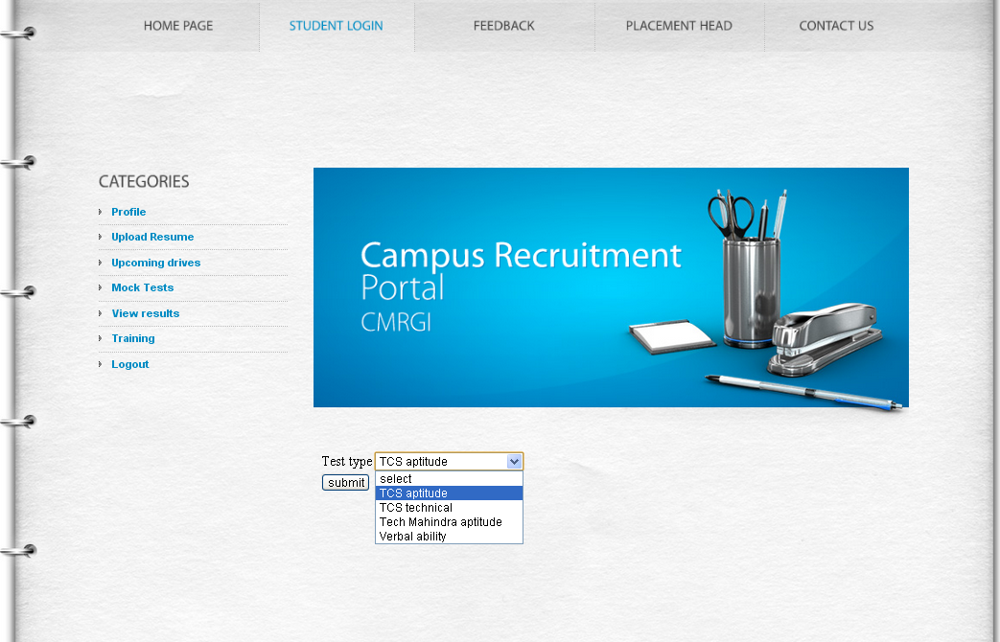 HOME PAGE
STUDENT LOGIN
FEEDBACK
PLACEMENT HEAD
CONTACT US
CATEGORIES
Profile
Upload Resume
Upcoming drives
Mock Tests
View results
Training
Logout
Campus Recruitment
Portal
CMRGI
Test type TCS aptitude
submit
select
TCS aptitude
TCS technical
Tech Mahindra aptitude
Verbal ability